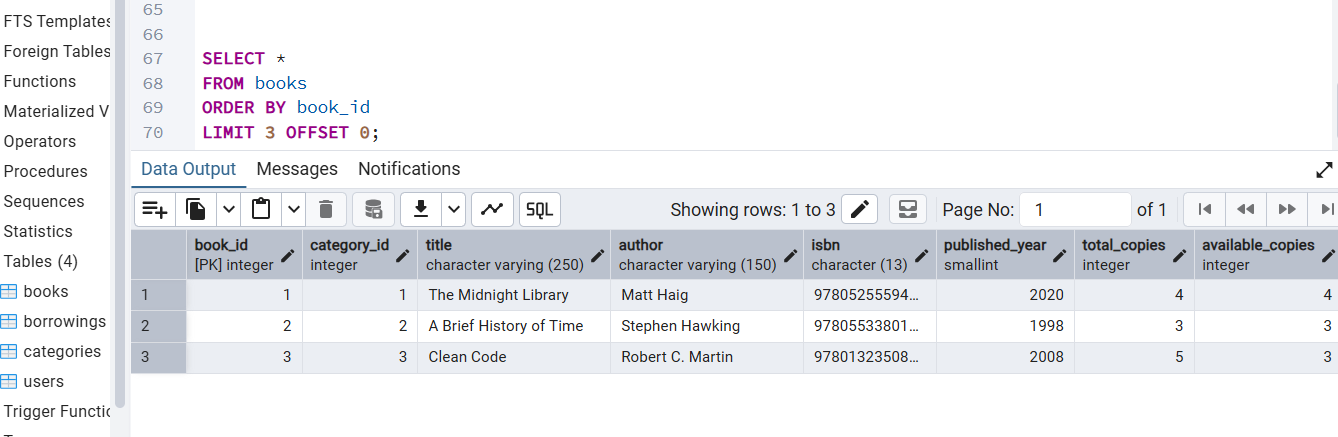 FTS Templates
Foreign Tables
Functions
Materialized V
Operators
Procedures
Sequences
Statistics
Tables (4)
books
borrowings
categories
users
Trigger Functio
65
66
67 SELECT *
68 FROM books
69 ORDER BY book_id
70 LIMIT 3 OFFSET 0;
Data Output Messages Notifications
SQL Showing rows: 1 to 3 Page No: 1 of 1
book_id category_id title author isbn published_year total_copies available_copies
[PK] integer integer character varying (250) character varying (150) character (13) smallint integer integer
1 1 1 The Midnight Library Matt Haig 97805255594... 2020 4 4
2 2 2 A Brief History of Time Stephen Hawking 97805533801... 1998 3 3
3 3 3 Clean Code Robert C. Martin 97801323508... 2008 5 3